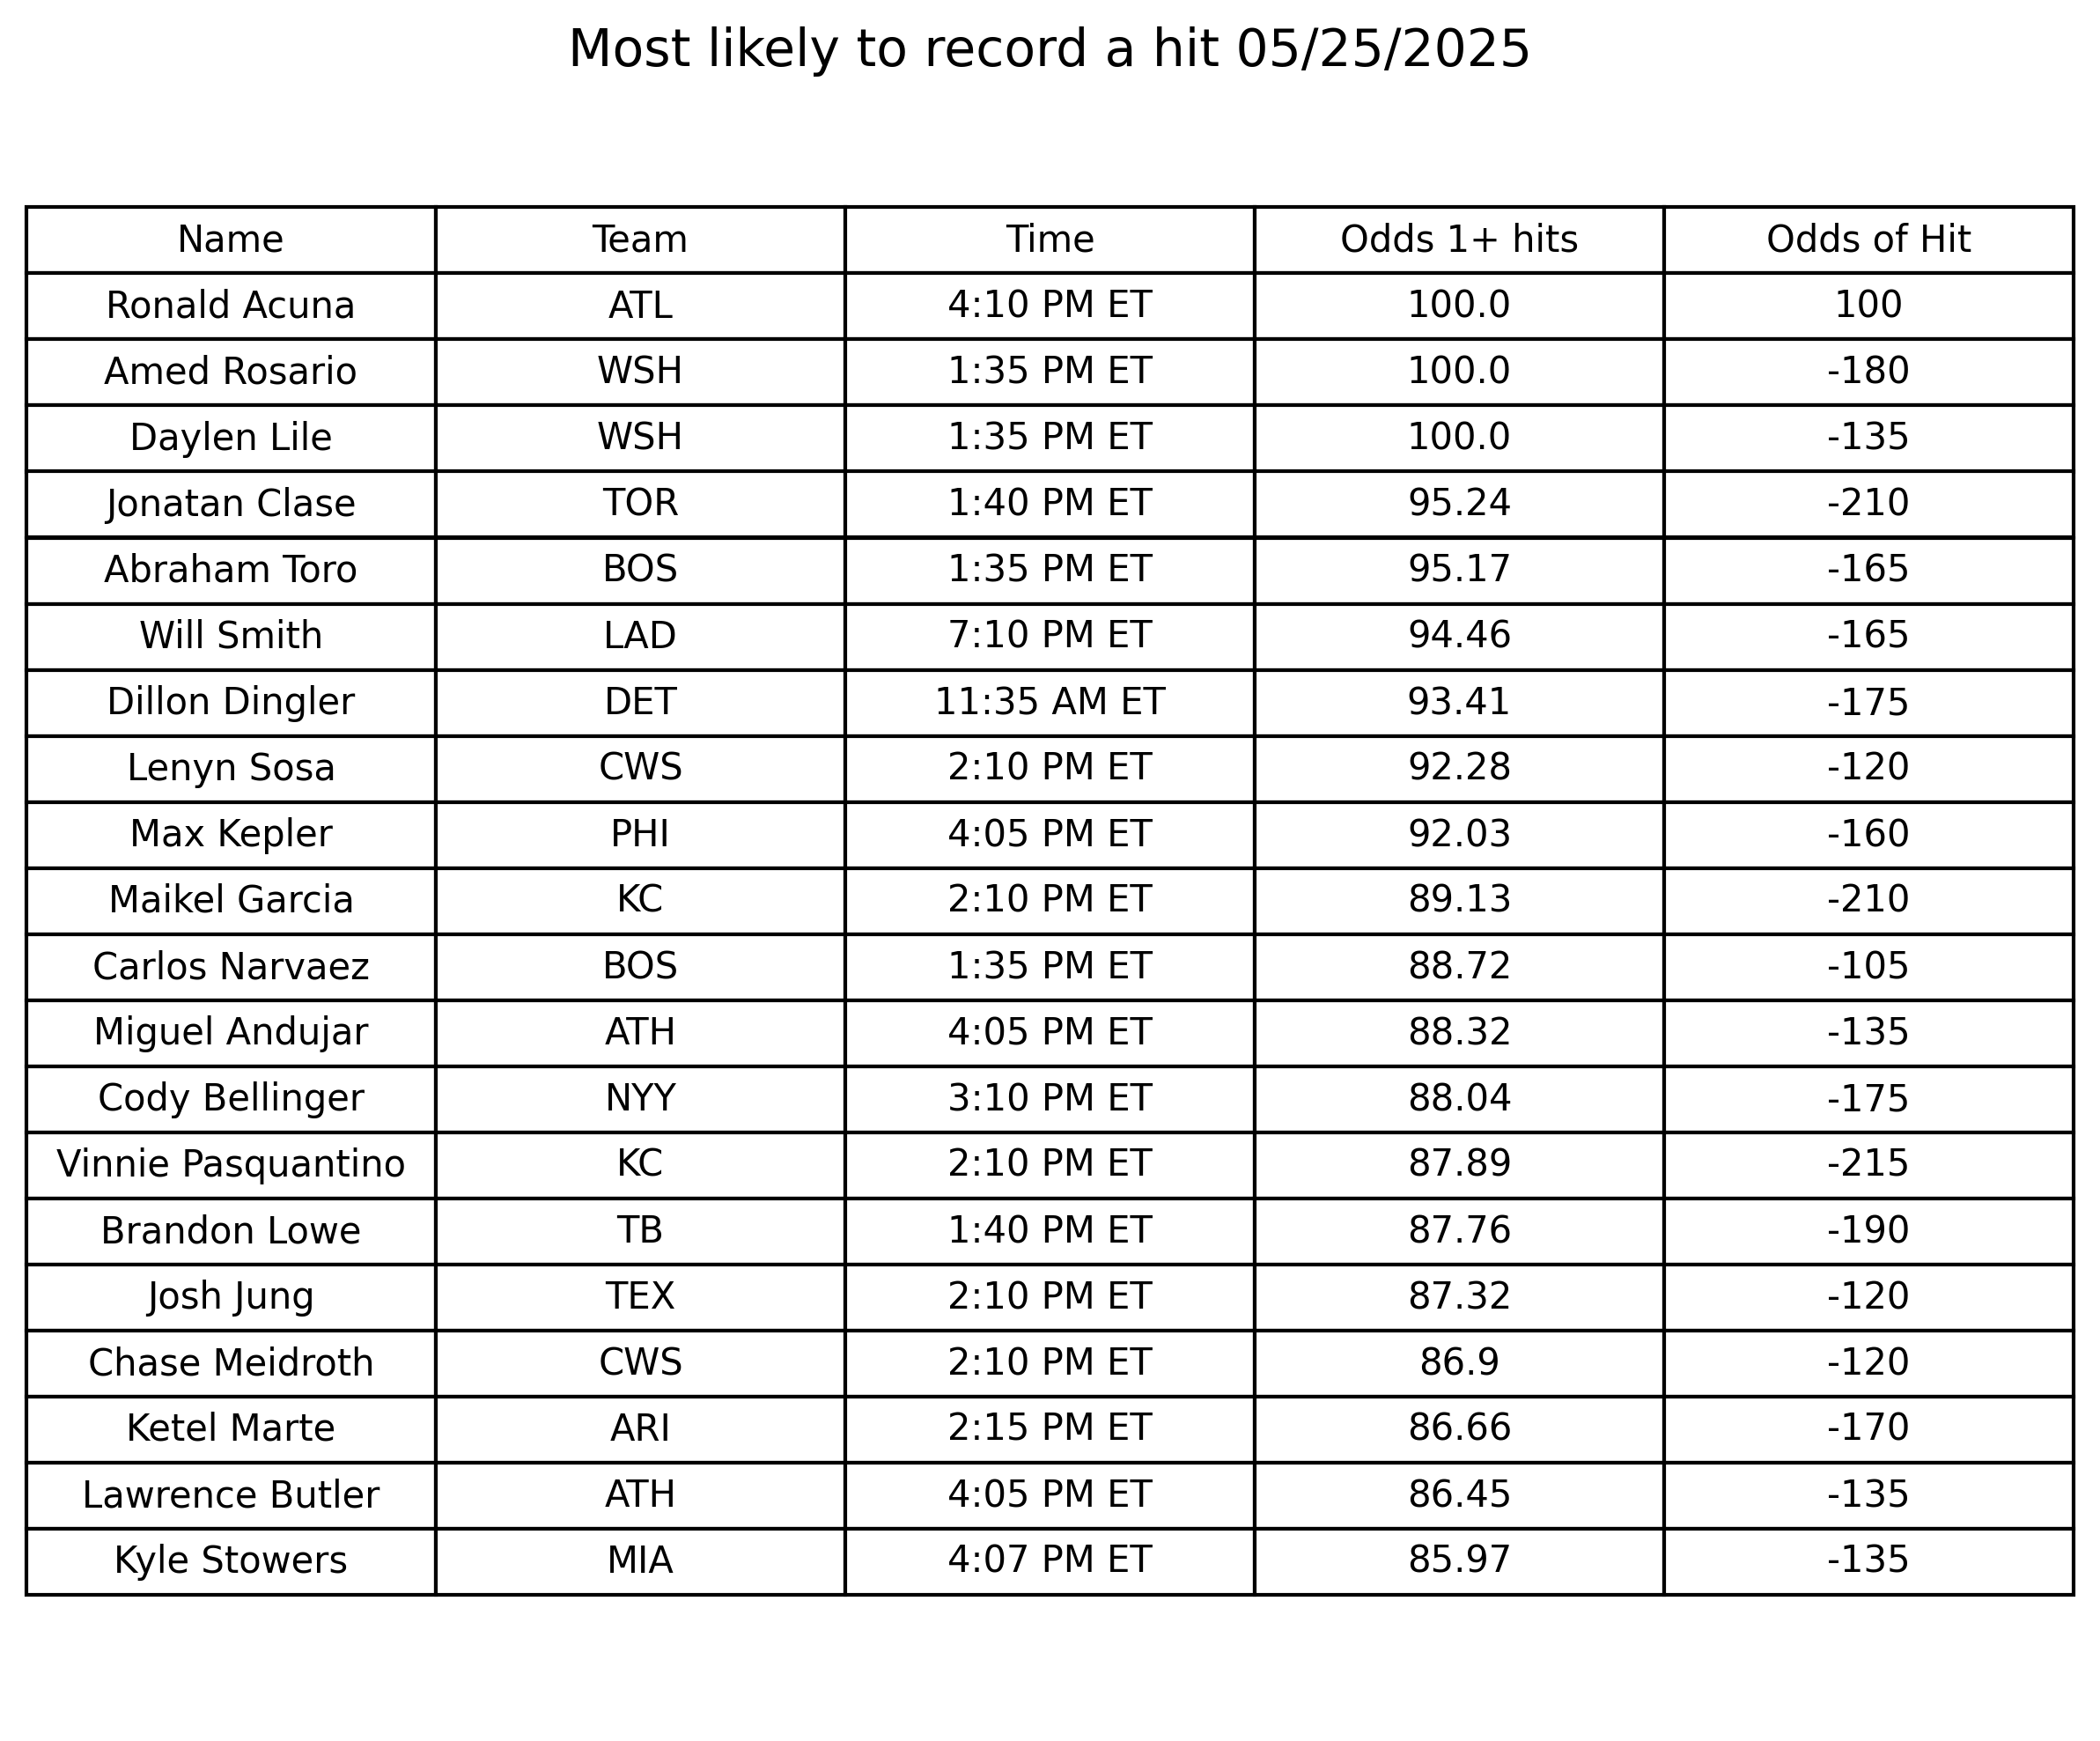 Most likely to record a hit 05/25/2025
Name Team Time Odds 1+ hits Odds of Hit
Ronald Acuna ATL 4:10 PM ET 100.0 100
Amed Rosario WSH 1:35 PM ET 100.0 -180
Daylen Lile WSH 1:35 PM ET 100.0 -135
Jonatan Clase TOR 1:40 PM ET 95.24 -210
Abraham Toro BOS 1:35 PM ET 95.17 -165
Will Smith LAD 7:10 PM ET 94.46 -165
Dillon Dingler DET 11:35 AM ET 93.41 -175
Lenyn Sosa CWS 2:10 PM ET 92.28 -120
Max Kepler PHI 4:05 PM ET 92.03 -160
Maikel Garcia KC 2:10 PM ET 89.13 -210
Carlos Narvaez BOS 1:35 PM ET 88.72 -105
Miguel Andujar ATH 4:05 PM ET 88.32 -135
Cody Bellinger NYY 3:10 PM ET 88.04 -175
Vinnie Pasquantino KC 2:10 PM ET 87.89 -215
Brandon Lowe TB 1:40 PM ET 87.76 -190
Josh Jung TEX 2:10 PM ET 87.32 -120
Chase Meidroth CWS 2:10 PM ET 86.9 -120
Ketel Marte ARI 2:15 PM ET 86.66 -170
Lawrence Butler ATH 4:05 PM ET 86.45 -135
Kyle Stowers MIA 4:07 PM ET 85.97 -135